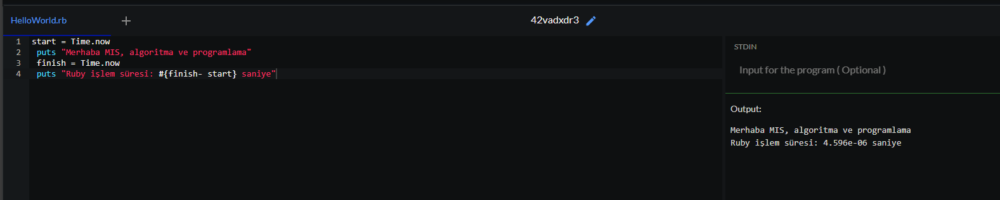 HelloWorld.rb
+
42vadxdr3
1 start = Time.now
2 puts "Merhaba MIS, algoritma ve programlama"
3 finish = Time.now
4 puts "Ruby işlem süresi: #{finish- start} saniye"
STDIN
Input for the program ( Optional )
Output:
Merhaba MIS, algoritma ve programlama
Ruby işlem süresi: 4.596e-06 saniye